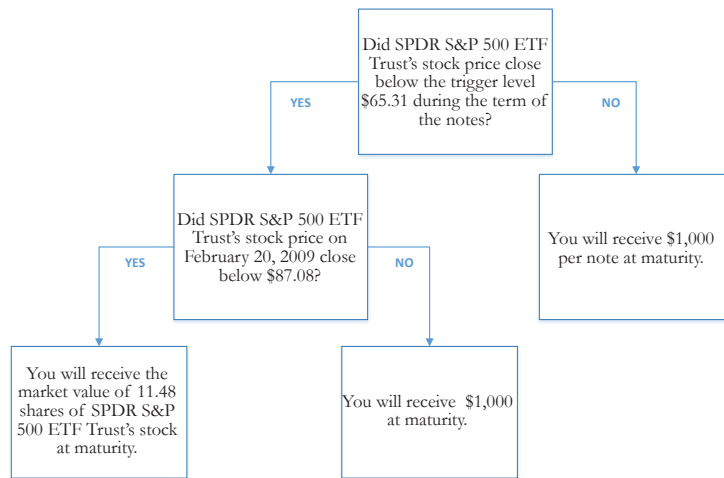 Did SPDR S&P 500 ETF
Trust's stock price close
below the trigger level
$65.31 during the term of
the notes?
YES
NO
Did SPDR S&P 500 ETF
Trust's stock price on
February 20, 2009 close
below $87.08?
You will receive $1,000
per note at maturity.
YES
NO
You will receive the
market value of 11.48
shares of SPDR S&P
500 ETF Trust's stock
at maturity.
You will receive $1,000
at maturity.